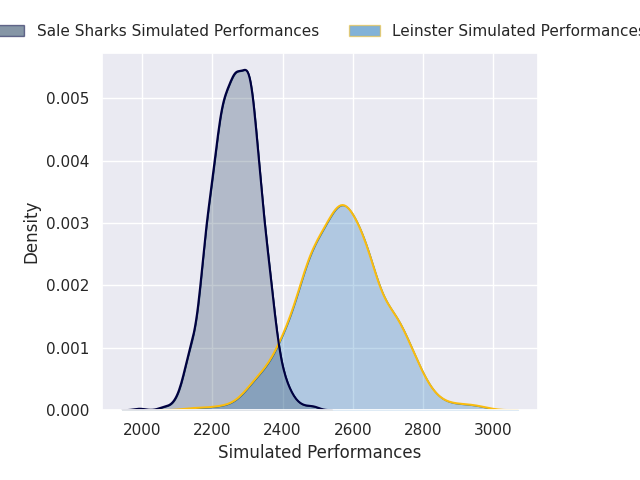 Sale Sharks Simulated Performances Leinster Simulated Performances
0.005
0.004
0.003
0.002
0.001
0.000
Density
2000 2200 2400 2600 2800 3000
Simulated Performances